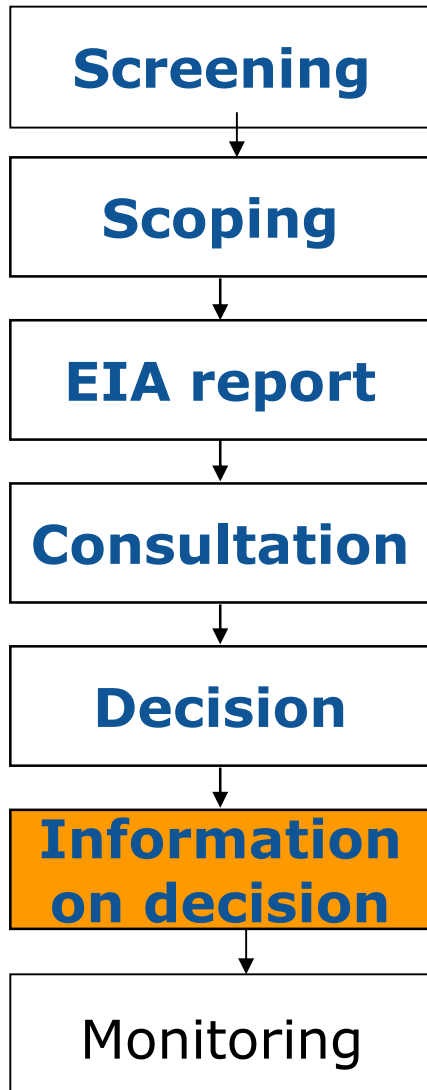 Screening
Scoping
EIA report
Consultation
Decision
Information
on decision
Monitoring